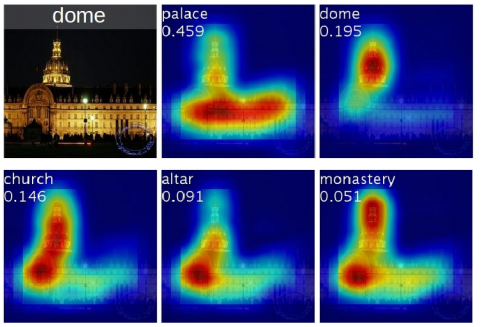 dome
palace
0.459
dome
0.195
church
0.146
altar
0.091
monastery
0.051